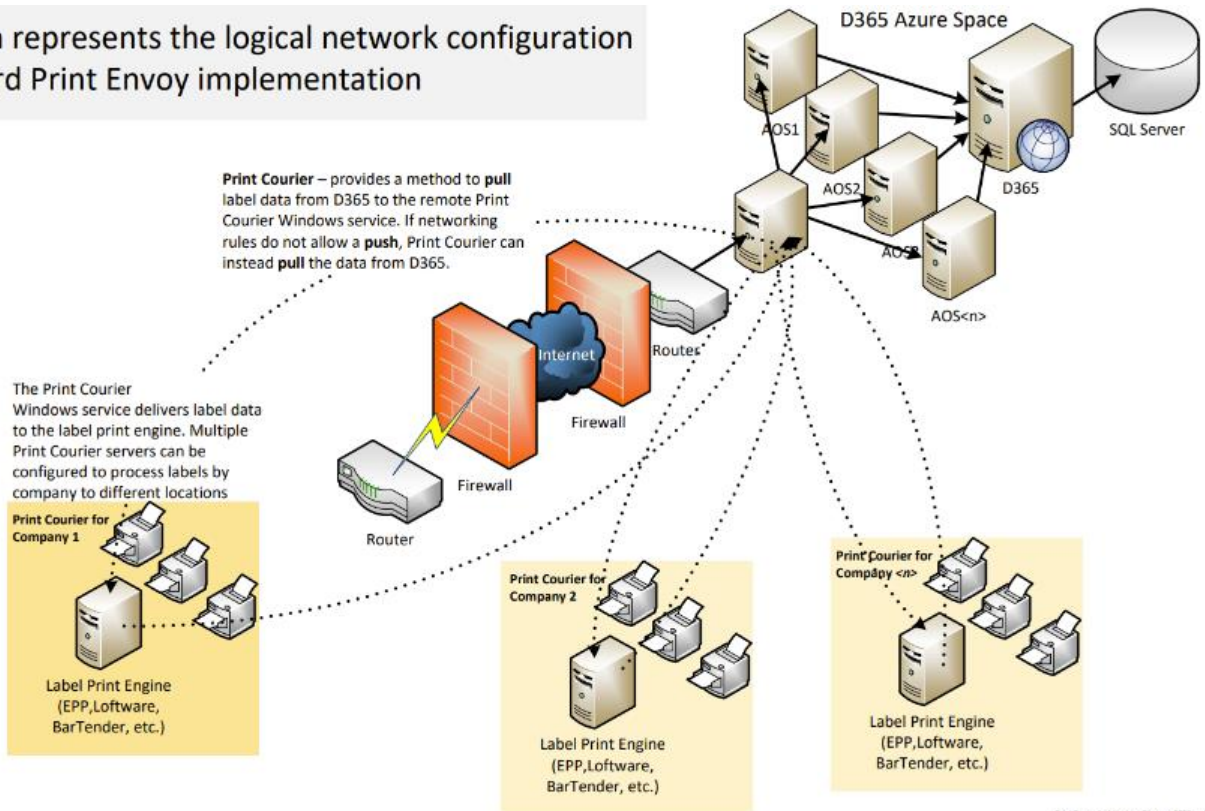 represents the logical network configuration
Print Envoy implementation
D365 Azure Space
AOS1
AOS2
D365
SQL Server
AOS<n>
Print Courier – provides a method to pull
label data from D365 to the remote Print
Courier Windows service. If networking
rules do not allow a push, Print Courier can
instead pull the data from D365.
Internet
Router
Firewall
Firewall
Router
The Print Courier
Windows service delivers label data
to the label print engine. Multiple
Print Courier servers can be
configured to process labels by
company to different locations
Print Courier for
Company 1
Label Print Engine
(EPP,Loftware,
BarTender, etc.)
Print Courier for
Company 2
Label Print Engine
(EPP,Loftware,
BarTender, etc.)
Print Courier for
Company <n>
Label Print Engine
(EPP,Loftware,
BarTender, etc.)